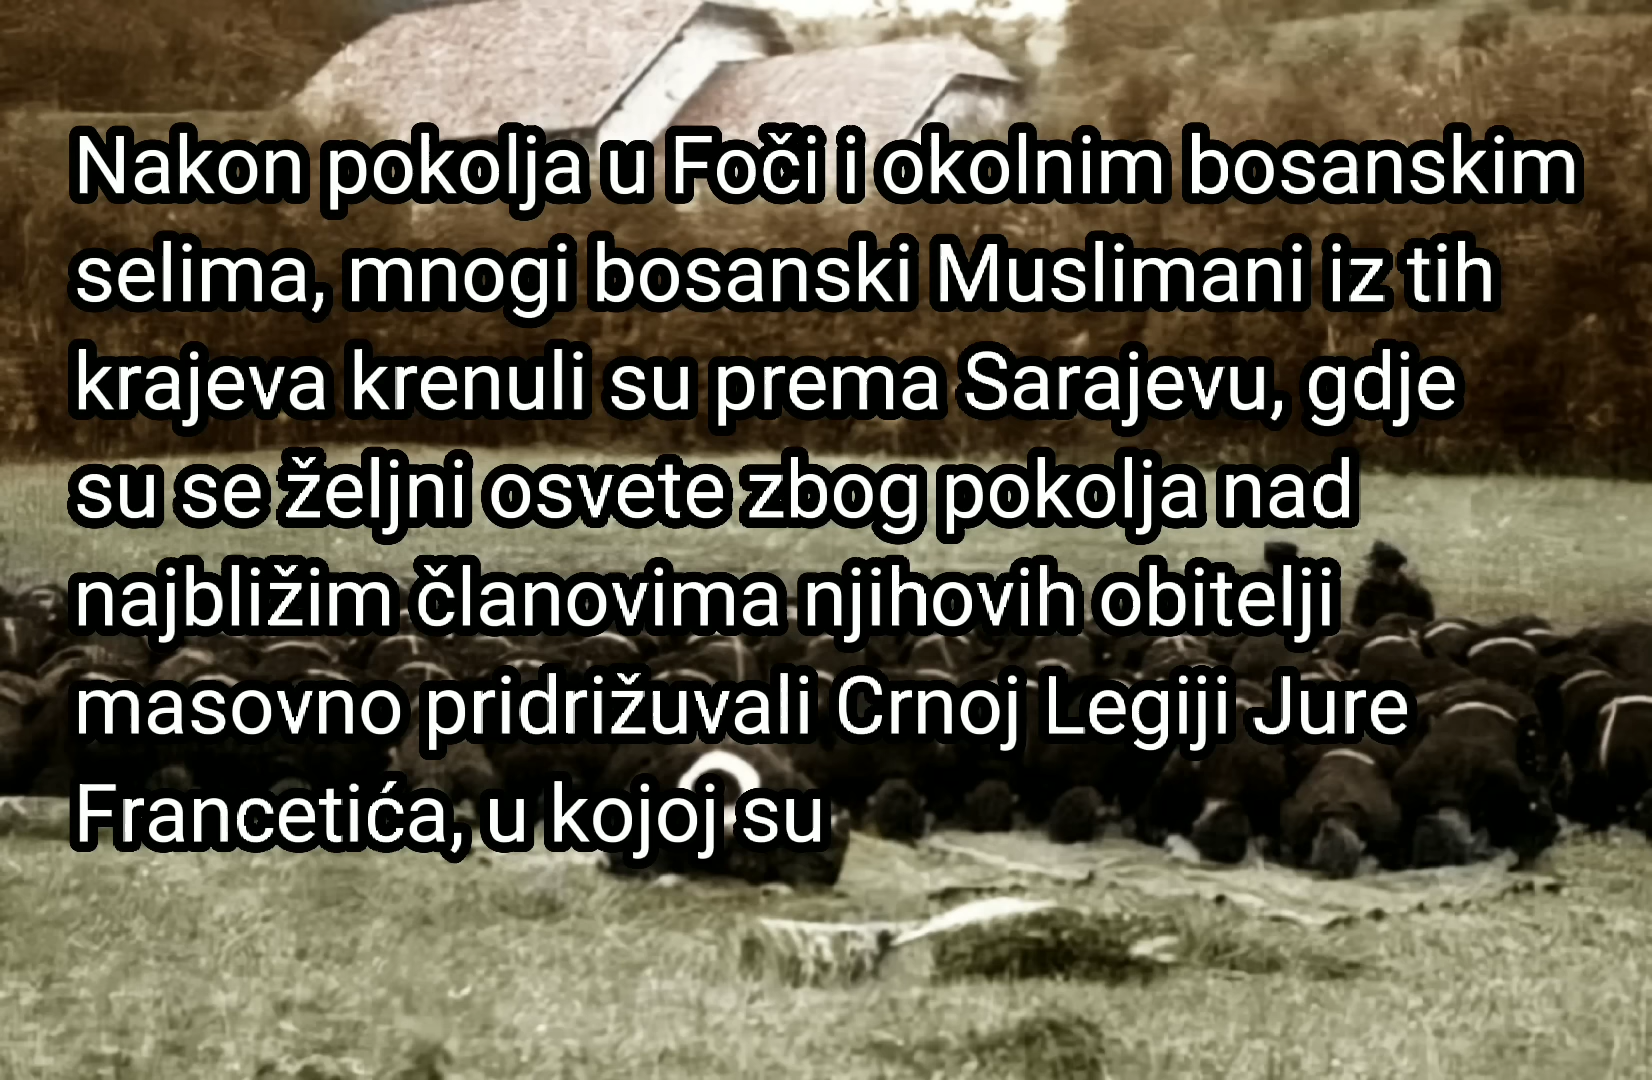 Nakon pokolja u Foči i okolnim bosanskim
selima, mnogi bosanski Muslimani iz tih
krajeva krenuli su prema Sarajevu, gdje
su se željni osvete zbog pokolja nad
najbližim članovima njihovih obitelji
masovno pridrižuvali Crnoj Legiji Jure
Francetića, u kojoj su